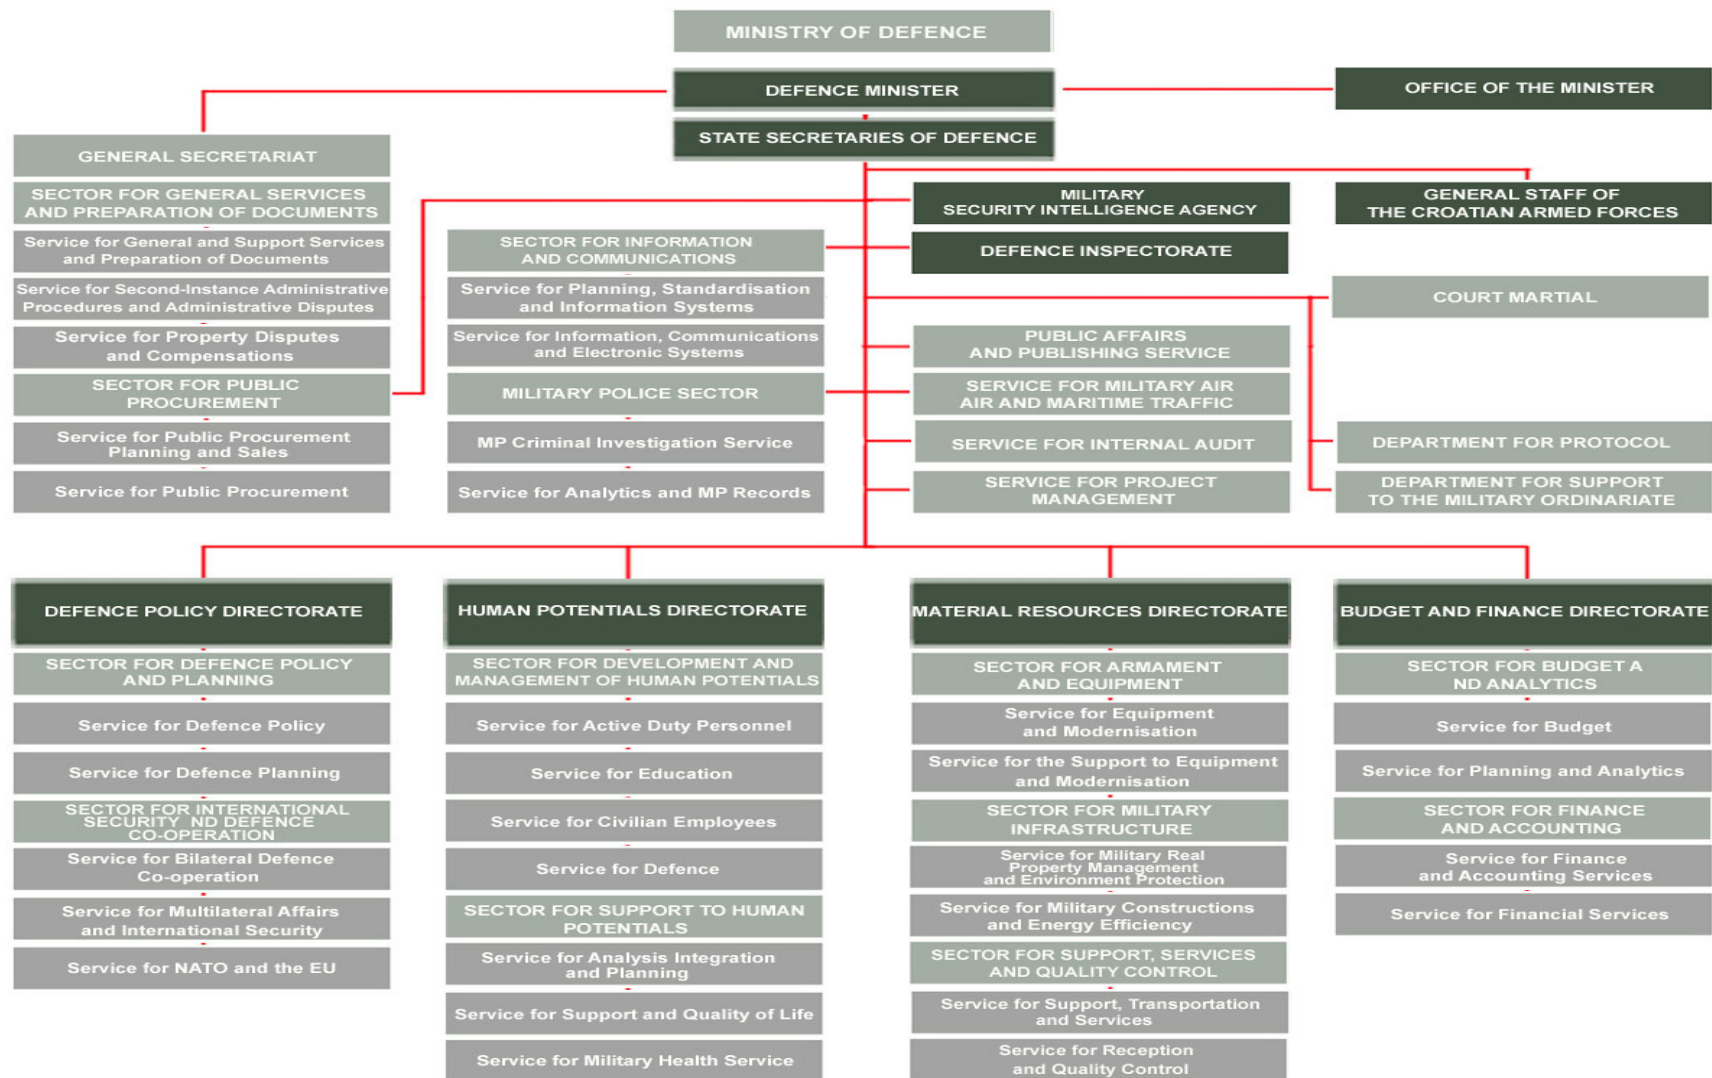 MINISTRY OF DEFENCE
DEFENCE MINISTER
OFFICE OF THE MINISTER
STATE SECRETARIES OF DEFENCE
GENERAL SECRETARIAT
SECTOR FOR GENERAL SERVICES
AND PREPARATION OF DOCUMENTS
Service for General and Support Services
and Preparation of Documents
Service for Second-Instance Administrative
Procedures and Administrative Disputes
Service for Property Disputes
and Compensations
SECTOR FOR PUBLIC
PROCUREMENT
Service for Public Procurement
Planning and Sales
Service for Public Procurement
SECTOR FOR INFORMATION
AND COMMUNICATIONS
Service for Planning, Standardisation
and Information Systems
Service for Information, Communications
and Electronic Systems
MILITARY POLICE SECTOR
MP Criminal Investigation Service
Service for Analytics and MP Records
MILITARY
SECURITY INTELLIGENCE AGENCY
DEFENCE INSPECTORATE
PUBLIC AFFAIRS
AND PUBLISHING SERVICE
SERVICE FOR MILITARY AIR
AIR AND MARITIME TRAFFIC
SERVICE FOR INTERNAL AUDIT
SERVICE FOR PROJECT
MANAGEMENT
GENERAL STAFF OF
THE CROATIAN ARMED FORCES
COURT MARTIAL
DEPARTMENT FOR PROTOCOL
DEPARTMENT FOR SUPPORT
TO THE MILITARY ORDINARIATE
DEFENCE POLICY DIRECTORATE
SECTOR FOR DEFENCE POLICY
AND PLANNING
Service for Defence Policy
Service for Defence Planning
SECTOR FOR INTERNATIONAL
SECURITY ND DEFENCE
CO-OPERATION
Service for Bilateral Defence
Co-operation
Service for Multilateral Affairs
and International Security
Service for NATO and the EU
HUMAN POTENTIALS DIRECTORATE
SECTOR FOR DEVELOPMENT AND
MANAGEMENT OF HUMAN POTENTIALS
Service for Active Duty Personnel
Service for Education
Service for Civilian Employees
Service for Defence
SECTOR FOR SUPPORT TO HUMAN
POTENTIALS
Service for Analysis Integration
and Planning
Service for Support and Quality of Life
Service for Military Health Service
MATERIAL RESOURCES DIRECTORATE
SECTOR FOR ARMAMENT
AND EQUIPMENT
Service for Equipment
and Modernisation
Service for the Support to Equipment
and Modernisation
SECTOR FOR MILITARY
INFRASTRUCTURE
Service for Military Real
Property Management
and Environment Protection
Service for Military Constructions
and Energy Efficiency
SECTOR FOR SUPPORT, SERVICES
AND QUALITY CONTROL
Service for Support, Transportation
and Services
Service for Reception
and Quality Control
BUDGET AND FINANCE DIRECTORATE
SECTOR FOR BUDGET A
ND ANALYTICS
Service for Budget
Service for Planning and Analytics
SECTOR FOR FINANCE
AND ACCOUNTING
Service for Finance
and Accounting Services
Service for Financial Services